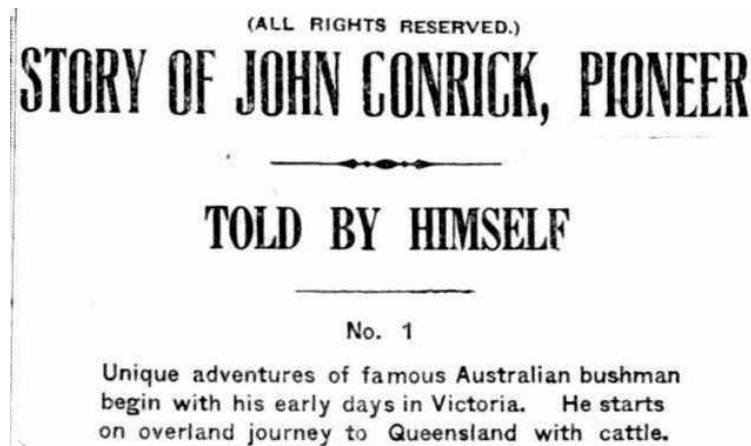 (ALL RIGHTS RESERVED.)
STORY OF JOHN CONRICK, PIONEER
TOLD BY HIMSELF
No. 1
Unique adventures of famous Australian bushman
begin with his early days in Victoria. He starts
on overland journey to Queensland with cattle.